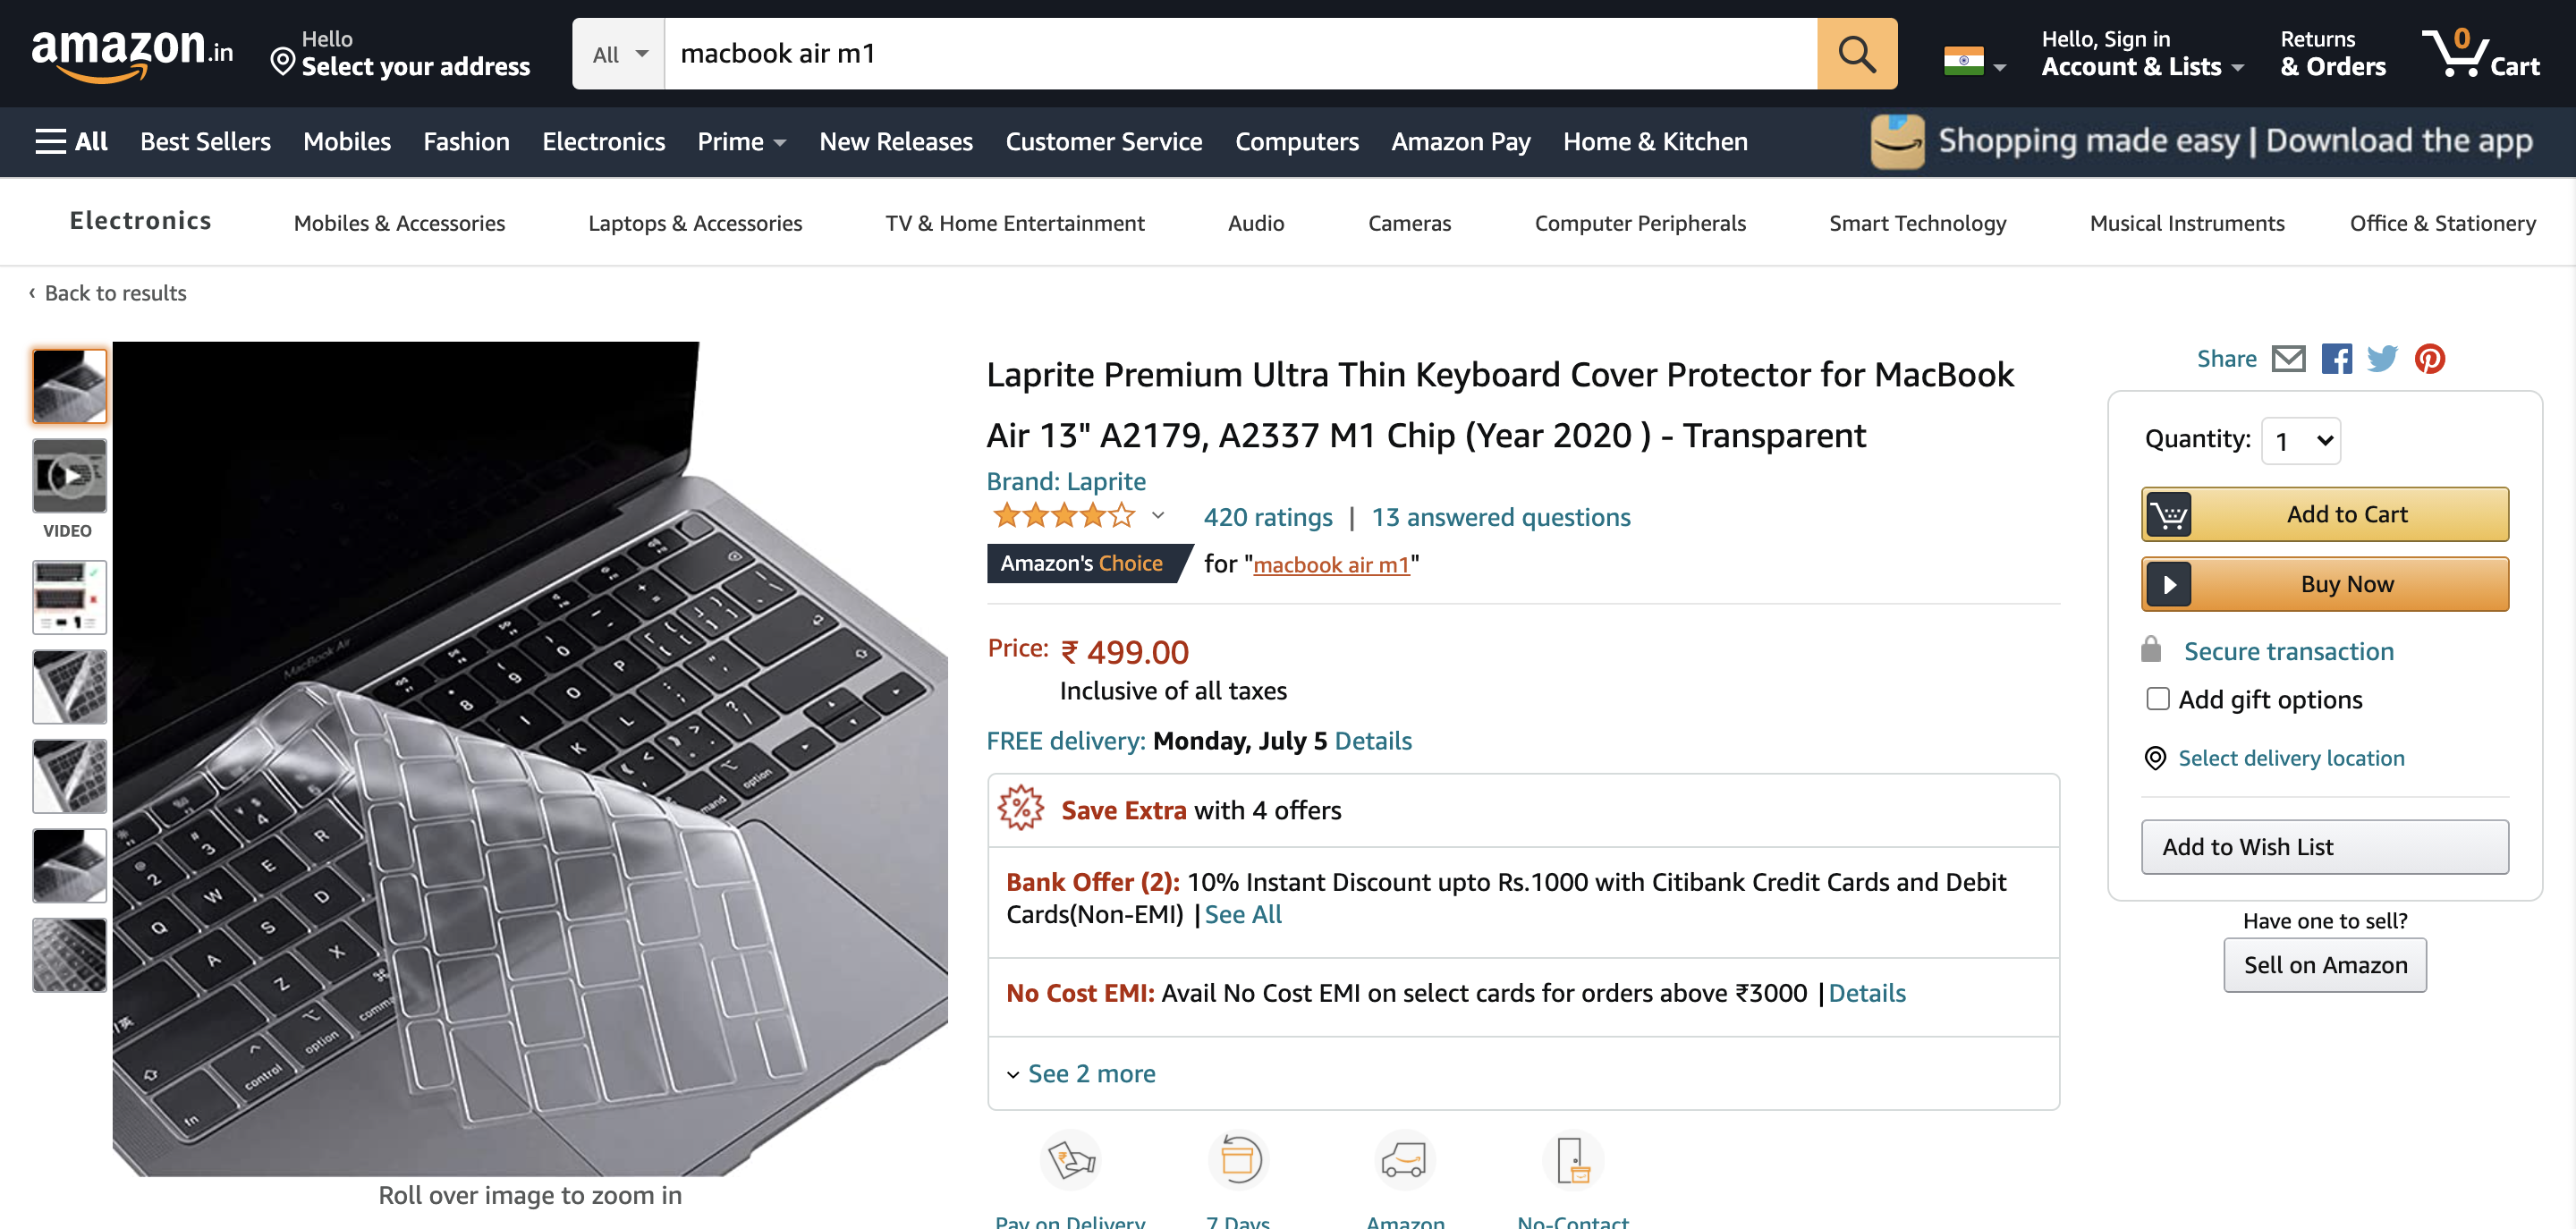 amazon.in
Hello
Select your address
All
macbook air m1
Hello, Sign in
Account & Lists
Returns
& Orders
0
Cart
All
Best Sellers
Mobiles
Fashion
Electronics
Prime
New Releases
Customer Service
Computers
Amazon Pay
Home & Kitchen
Shopping made easy | Download the app
Electronics
Mobiles & Accessories
Laptops & Accessories
TV & Home Entertainment
Audio
Cameras
Computer Peripherals
Smart Technology
Musical Instruments
Office & Stationery
‹ Back to results
VIDEO
MacBook Air
option
command
control
option
fn
Roll over image to zoom in
Laprite Premium Ultra Thin Keyboard Cover Protector for MacBook
Air 13" A2179, A2337 M1 Chip (Year 2020 ) - Transparent
Brand: Laprite
420 ratings | 13 answered questions
Amazon's Choice for "macbook air m1"
Price: ₹ 499.00
Inclusive of all taxes
FREE delivery: Monday, July 5 Details
Save Extra with 4 offers
Bank Offer (2): 10% Instant Discount upto Rs.1000 with Citibank Credit Cards and Debit
Cards(Non-EMI) | See All
No Cost EMI: Avail No Cost EMI on select cards for orders above ₹3000 | Details
See 2 more
Pay on Delivery
7 Days
Amazon
No-Contact
Share
Quantity: 1
Add to Cart
Buy Now
Secure transaction
Add gift options
Select delivery location
Add to Wish List
Have one to sell?
Sell on Amazon